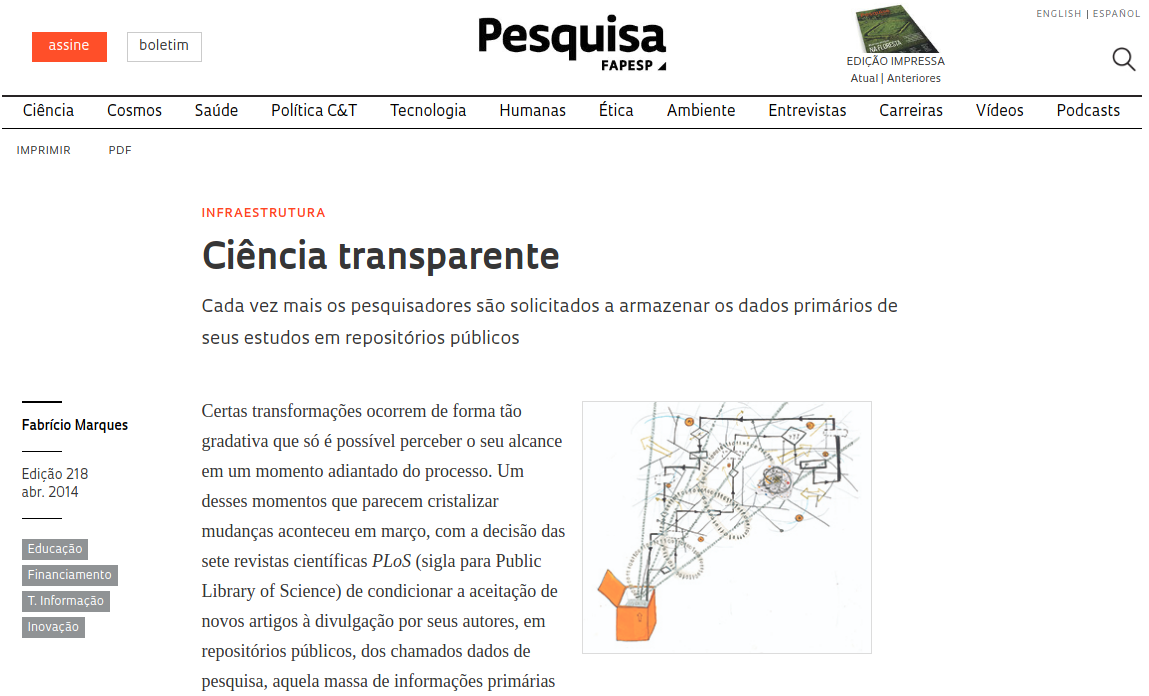 assine
boletim
Pesquisa
FAPESP
NA FLORESTA
EDIÇÃO IMPRESSA
Atual | Anteriores
ENGLISH | ESPAÑOL
Ciência Cosmos Saúde Política C&T Tecnologia Humanas Ética Ambiente Entrevistas Carreiras Vídeos Podcasts
IMPRIMIR PDF
INFRAESTRUTURA
Ciência transparente
Cada vez mais os pesquisadores são solicitados a armazenar os dados primários de
seus estudos em repositórios públicos
Fabrício Marques
Edição 218
abr. 2014
Educação
Financiamento
T. Informação
Inovação
Certas transformações ocorrem de forma tão
gradativa que só é possível perceber o seu alcance
em um momento adiantado do processo. Um
desses momentos que parecem cristalizar
mudanças aconteceu em março, com a decisão das
sete revistas científicas PLoS (sigla para Public
Library of Science) de condicionar a aceitação de
novos artigos à divulgação por seus autores, em
repositórios públicos, dos chamados dados de
pesquisa, aquela massa de informações primárias